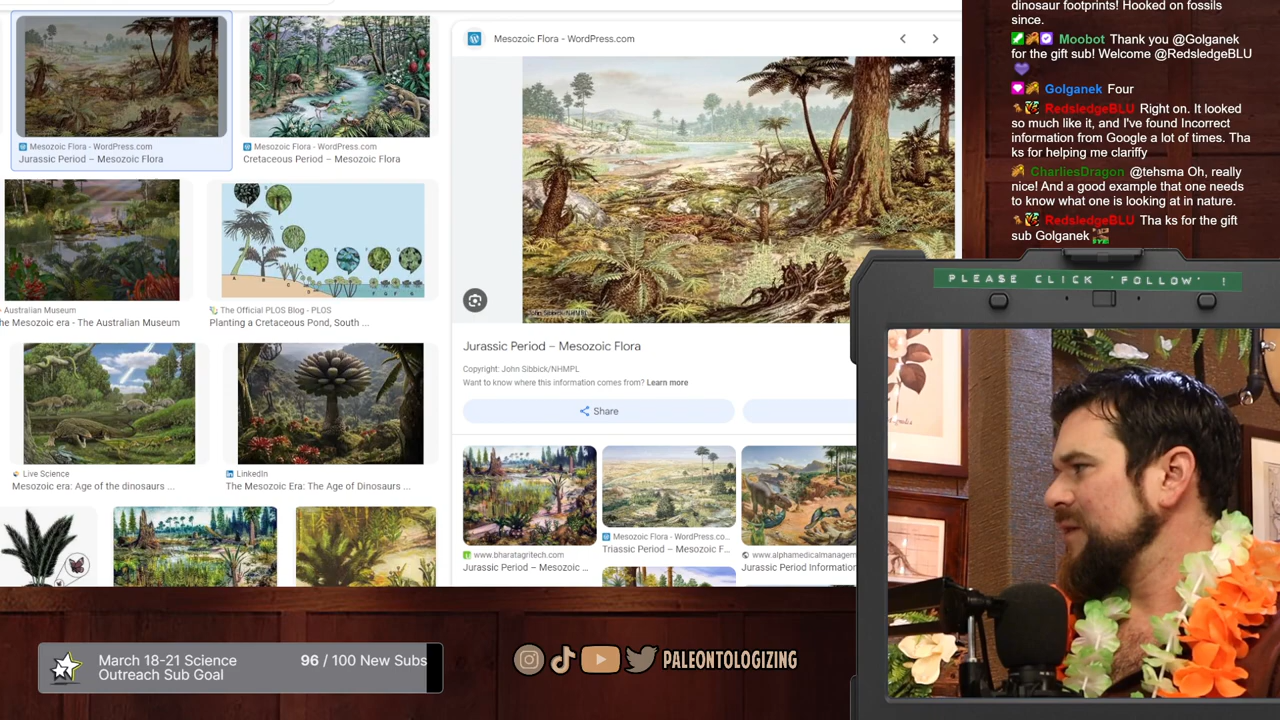 Mesozoic Flora - WordPress.com
Jurassic Period – Mesozoic Flora
Mesozoic Flora - WordPress.com
Cretaceous Period – Mesozoic Flora
Australian Museum
he Mesozoic era - The Australian Museum
The Official PLOS Blog - PLOS
Planting a Cretaceous Pond, South ...
Live Science
Mesozoic era: Age of the dinosaurs ...
LinkedIn
The Mesozoic Era: The Age of Dinosaurs ...
Mesozoic Flora - WordPress.com
John Sibbick/NHMPL
Jurassic Period – Mesozoic Flora
Copyright: John Sibbick/NHMPL
Want to know where this information comes from? Learn more
Share
www.bharatagritech.com
Jurassic Period – Mesozoic ...
Mesozoic Flora - WordPress.co...
Triassic Period – Mesozoic F...
www.alphamedicalmanagem
Jurassic Period Information
dinosaur footprints! Hooked on fossils
since.
Moobot Thank you @Golganek
for the gift sub! Welcome @RedsledgeBLU
Golganek Four
RedsledgeBLU Right on. It looked
so much like it, and I've found Incorrect
information from Google a lot of times. Tha
ks for helping me clariffy
CharliesDragon @tehsma Oh, really
nice! And a good example that one needs
to know what one is looking at in nature.
RedsledgeBLU Tha ks for the gift
sub Golganek
PLEASE CLICK 'FOLLOW' !
March 18-21 Science
Outreach Sub Goal
96 / 100 New Subs
PALEONTOLOGIZING